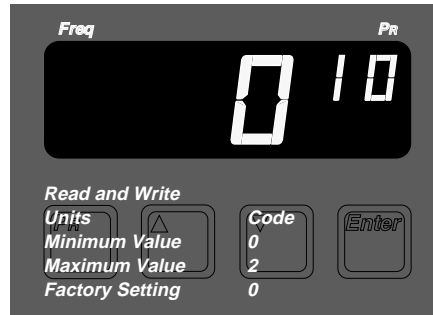 Freq PR
0 10
Read and Write
Units Code
Minimum Value 0
Maximum Value 2
Factory Setting 0
PR Enter